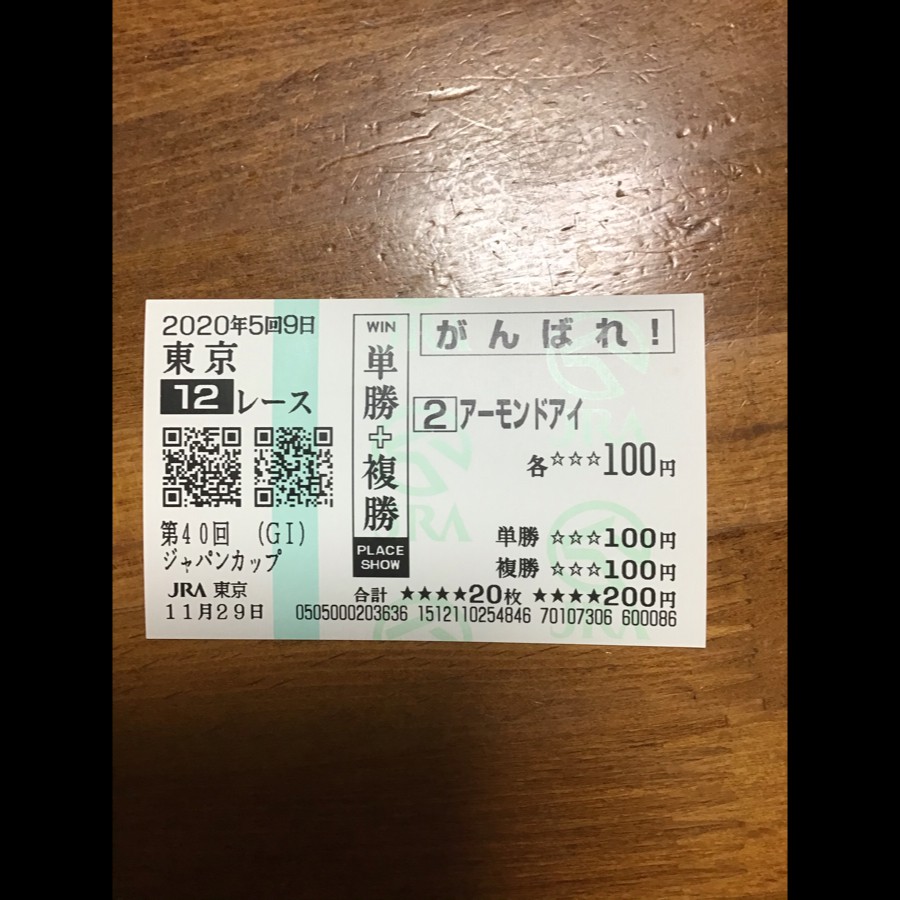 2020年5回9日
東京
12レース
第40回 (GI)
ジャパンカップ
JRA 東京
11月29日
WIN
単勝+複勝
PLACE
SHOW
がんばれ!
2 アーモンドアイ
各☆☆☆100円
単勝 ☆☆☆100円
複勝 ☆☆☆100円
合計 ★★★★20枚 ★★★★200円
0505000203636 1512110254846 70107306 600086
JRA
JRA
JRA